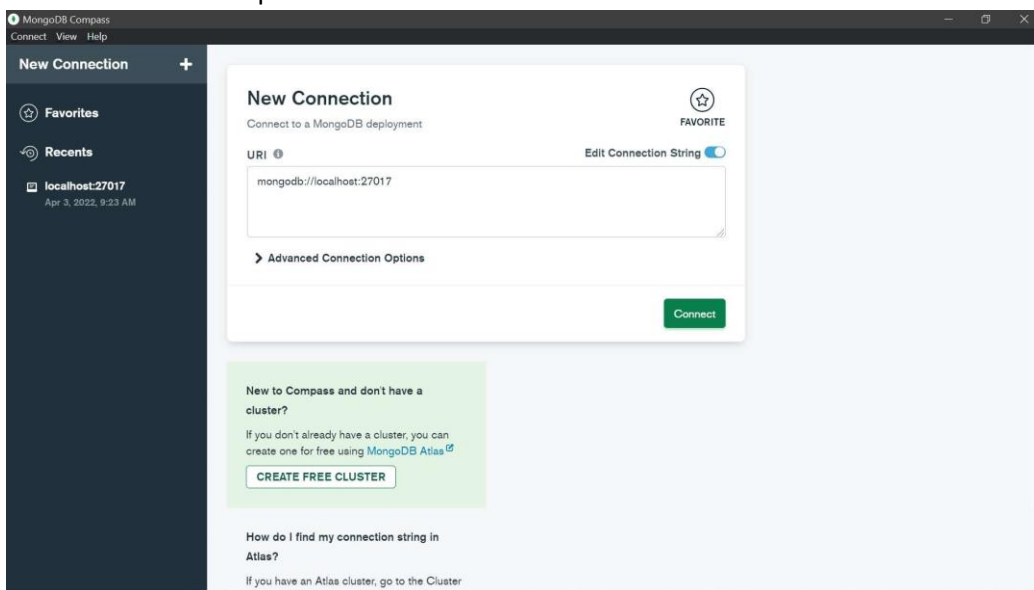 MongoDB Compass
Connect View Help
New Connection +
Favorites
Recents
localhost:27017
Apr 3, 2022, 9:23 AM
New Connection
Connect to a MongoDB deployment
FAVORITE
URI
Edit Connection String
mongodb://localhost:27017
Advanced Connection Options
Connect
New to Compass and don't have a
cluster?
If you don't already have a cluster, you can
create one for free using MongoDB Atlas
CREATE FREE CLUSTER
How do I find my connection string in
Atlas?
If you have an Atlas cluster, go to the Cluster